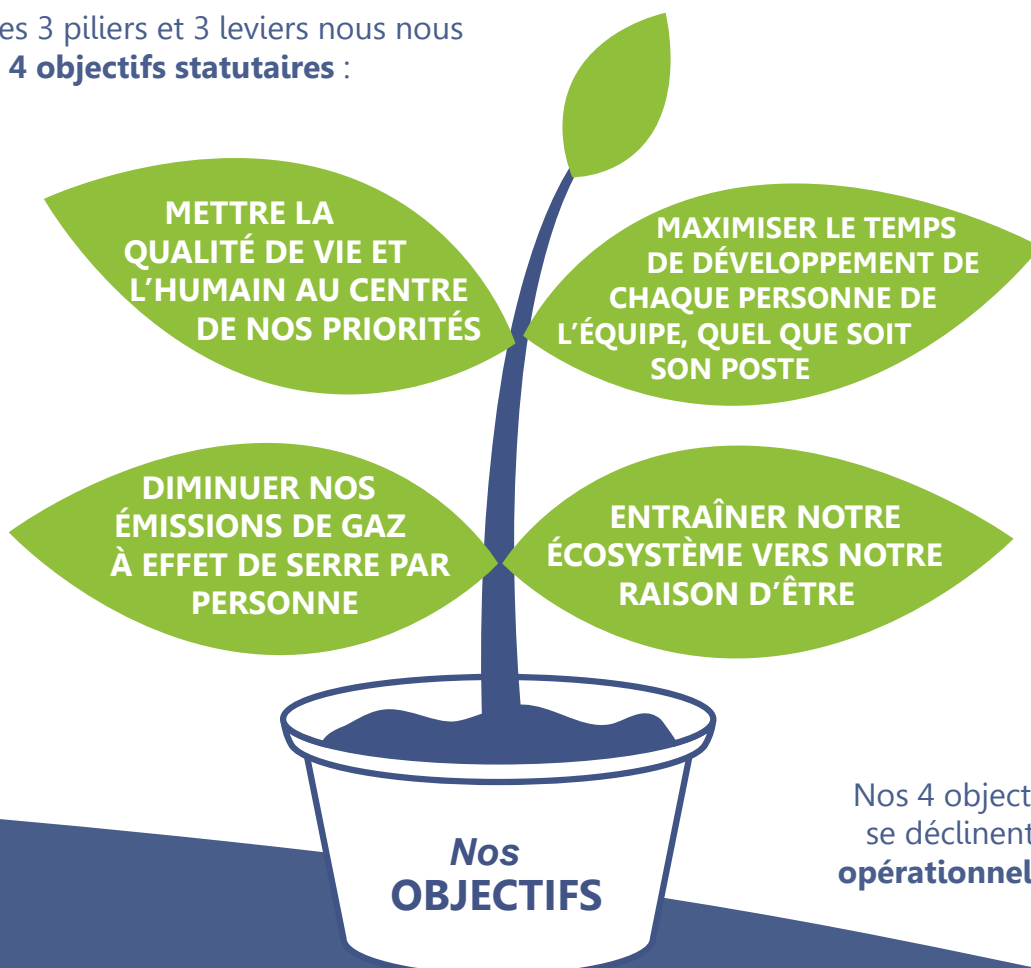 es 3 piliers et 3 leviers nous nous
4 objectifs statutaires :
METTRE LA
QUALITÉ DE VIE ET
L’HUMAIN AU CENTRE
DE NOS PRIORITÉS
MAXIMISER LE TEMPS
DE DÉVELOPPEMENT DE
CHAQUE PERSONNE DE
L’ÉQUIPE, QUEL QUE SOIT
SON POSTE
DIMINUER NOS
ÉMISSIONS DE GAZ
À EFFET DE SERRE PAR
PERSONNE
ENTRAÎNER NOTRE
ÉCOSYSTÈME VERS NOTRE
RAISON D’ÊTRE
Nos 4 object
se déclinent
opérationnel
Nos
OBJECTIFS